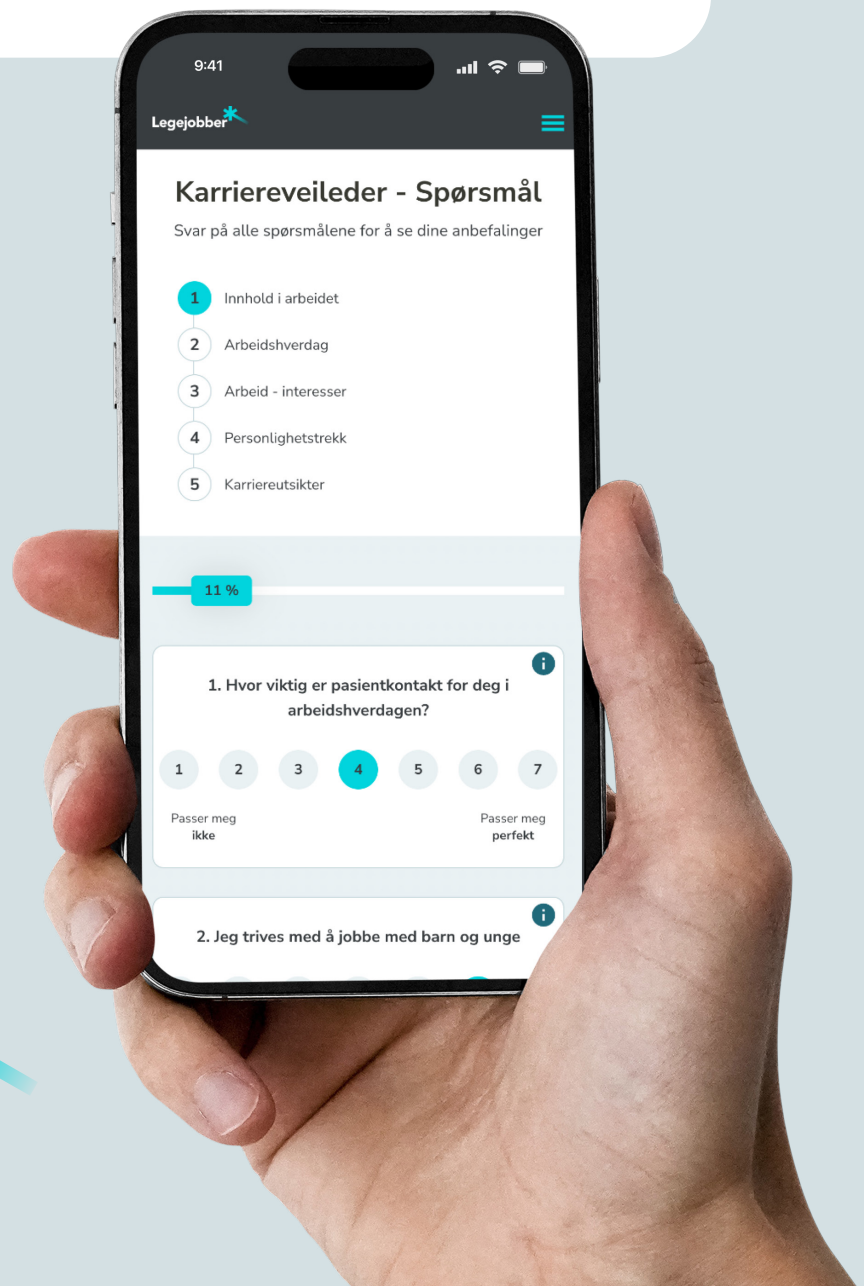 9:41
Legejobber
Karriereveileder - Spørsmål
Svar på alle spørsmålene for å se dine anbefalinger
1 Innhold i arbeidet
2 Arbeidshverdag
3 Arbeid - interesser
4 Personlighetstrekk
5 Karriereutsikter
11 %
i
1. Hvor viktig er pasientkontakt for deg i
arbeidshverdagen?
1 2 3 4 5 6 7
Passer meg Passer meg
ikke perfekt
i
2. Jeg trives med å jobbe med barn og unge